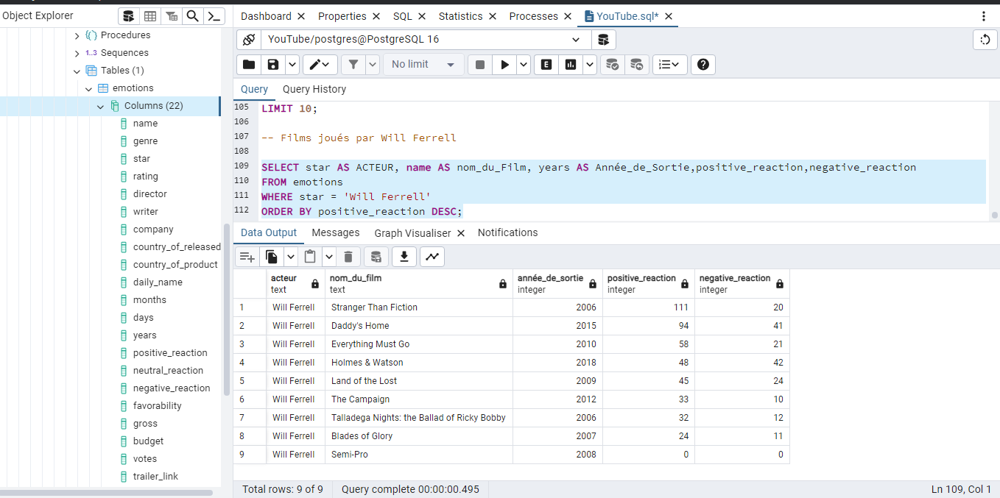 Object Explorer
Procedures
1..3 Sequences
Tables (1)
emotions
Columns (22)
name
genre
star
rating
director
writer
company
country_of_released
country_of_product
daily_name
months
days
years
positive_reaction
neutral_reaction
negative_reaction
favorability
gross
budget
votes
trailer_link
Dashboard Properties SQL Statistics Processes YouTube.sql*
YouTube/postgres@PostgreSQL 16
No limit E
Query Query History
105 LIMIT 10;
106
107 -- Films joués par Will Ferrell
108
109 SELECT star AS ACTEUR, name AS nom_du_Film, years AS Année_de_Sortie,positive_reaction,negative_reaction
110 FROM emotions
111 WHERE star = 'Will Ferrell'
112 ORDER BY positive_reaction DESC;
Data Output Messages Graph Visualiser Notifications
acteur nom_du_film année_de_sortie positive_reaction negative_reaction
text text integer integer integer
1 Will Ferrell Stranger Than Fiction 2006 111 20
2 Will Ferrell Daddy's Home 2015 94 41
3 Will Ferrell Everything Must Go 2010 58 21
4 Will Ferrell Holmes & Watson 2018 48 42
5 Will Ferrell Land of the Lost 2009 45 24
6 Will Ferrell The Campaign 2012 33 10
7 Will Ferrell Talladega Nights: the Ballad of Ricky Bobby 2006 32 12
8 Will Ferrell Blades of Glory 2007 24 11
9 Will Ferrell Semi-Pro 2008 0 0
Total rows: 9 of 9 Query complete 00:00:00.495 Ln 109, Col 1